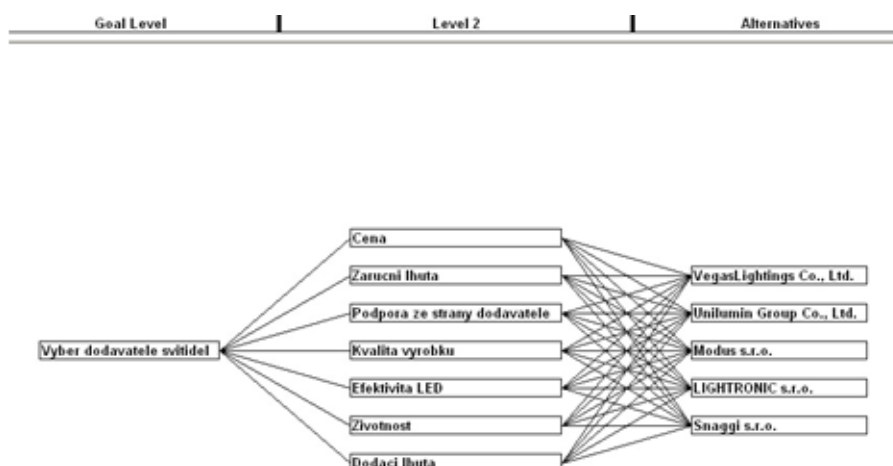 Goal Level
Level 2
Alternatives
Cena
Zarucni lhuta
Podpora ze strany dodavatele
Kvalita vyrobku
Efektivita LED
Zivotnost
Dodaci lhuta
Vyber dodavatele svitidel
VegasLightings Co., Ltd.
Unilumin Group Co., Ltd.
Modus s.r.o.
LIGHTRONIC s.r.o.
Snaggi s.r.o.